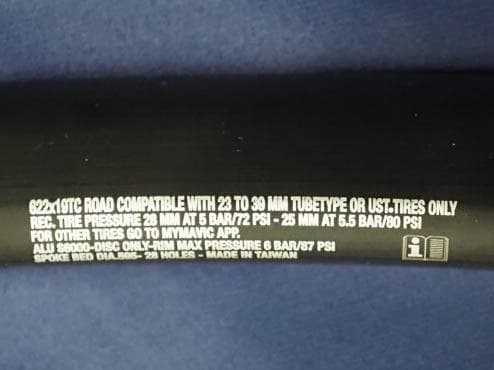 622x19TC ROAD COMPATIBLE WITH 23 TO 39 MM TUBETYPE OR UST.TIRES ONLY
REC. TIRE PRESSURE 28 MM AT 5 BAR/72 PSI - 25 MM AT 5.5 BAR/80 PSI
FOR OTHER TIRES GO TO MYMAVIC APP.
ALU S6000-DISC ONLY-RIM MAX PRESSURE 6 BAR/87 PSI
SPOKE BED DIA.595- 28 HOLES - MADE IN TAIWAN